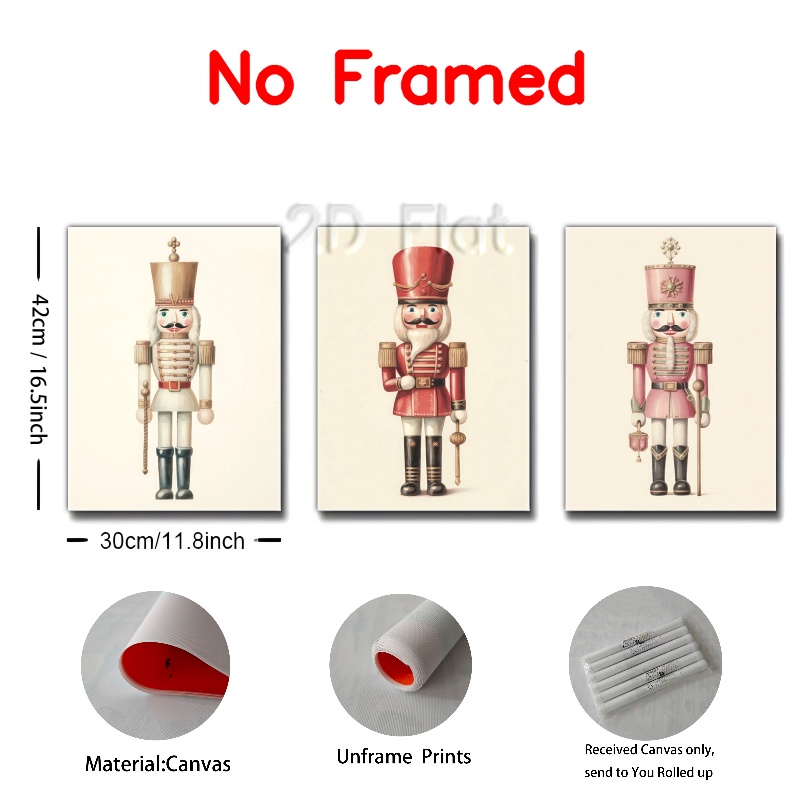 No Framed
2D Flat
42cm / 16.5inch
30cm/11.8inch
Material:Canvas
Unframe Prints
Received Canvas only,
send to You Rolled up